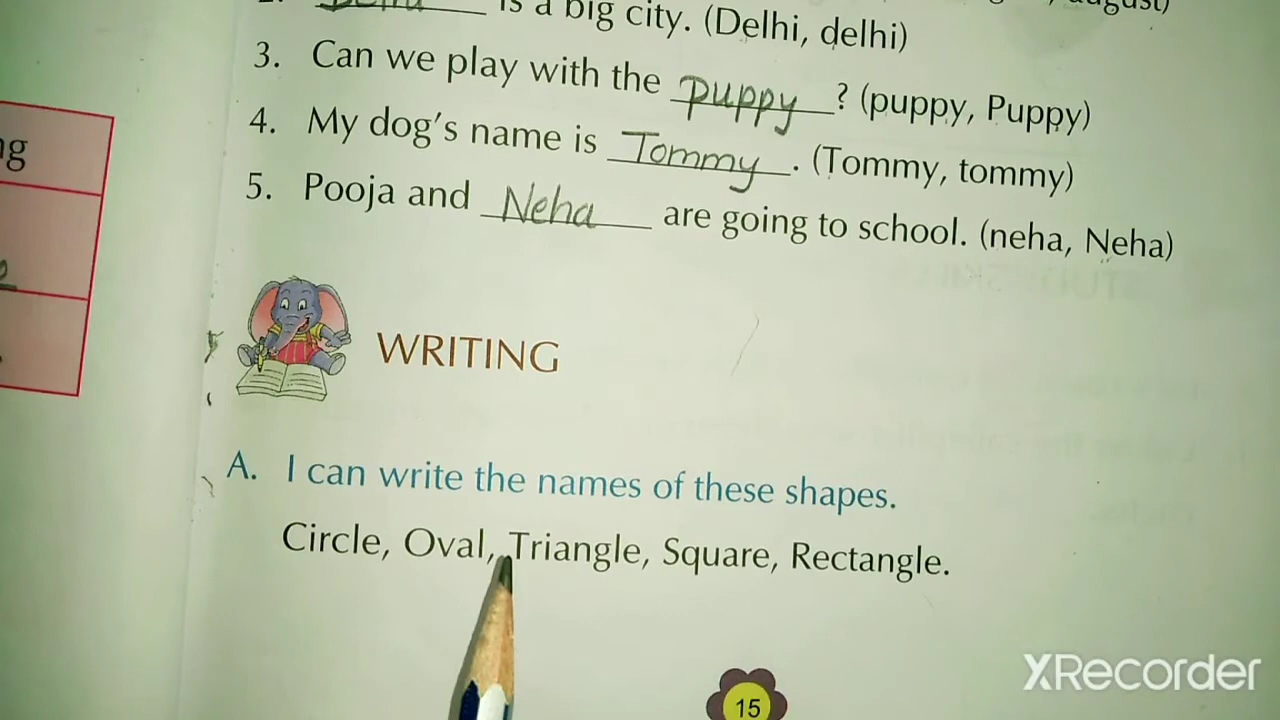 august)
is a big city. (Delhi, delhi)
3. Can we play with the puppy ? (puppy, Puppy)
4. My dog's name is Tommy . (Tommy, tommy)
5. Pooja and Neha are going to school. (neha, Neha)
WRITING
A. I can write the names of these shapes.
Circle, Oval, Triangle, Square, Rectangle.
15
XRecorder